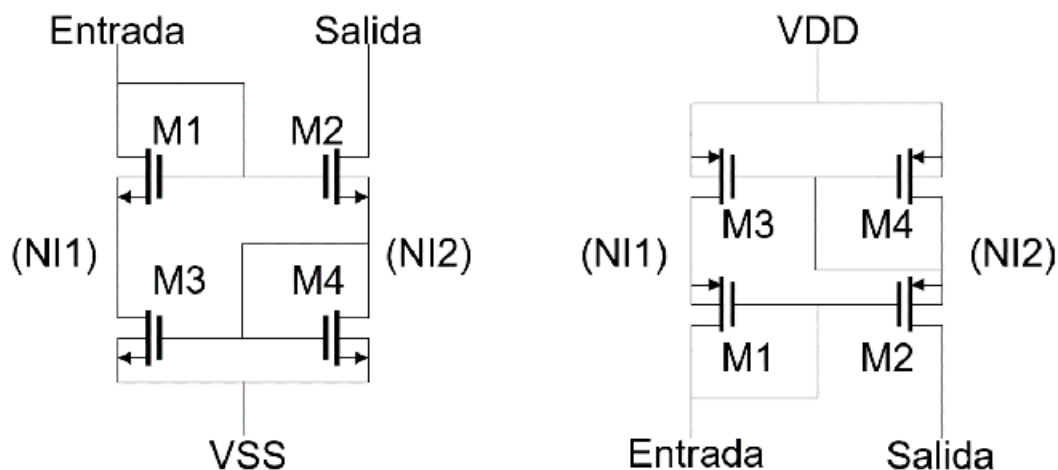 Entrada Salida
M1 M2
(NI1) (NI2)
M3 M4
VSS
VDD
M3 M4
(NI1) (NI2)
M1 M2
Entrada Salida